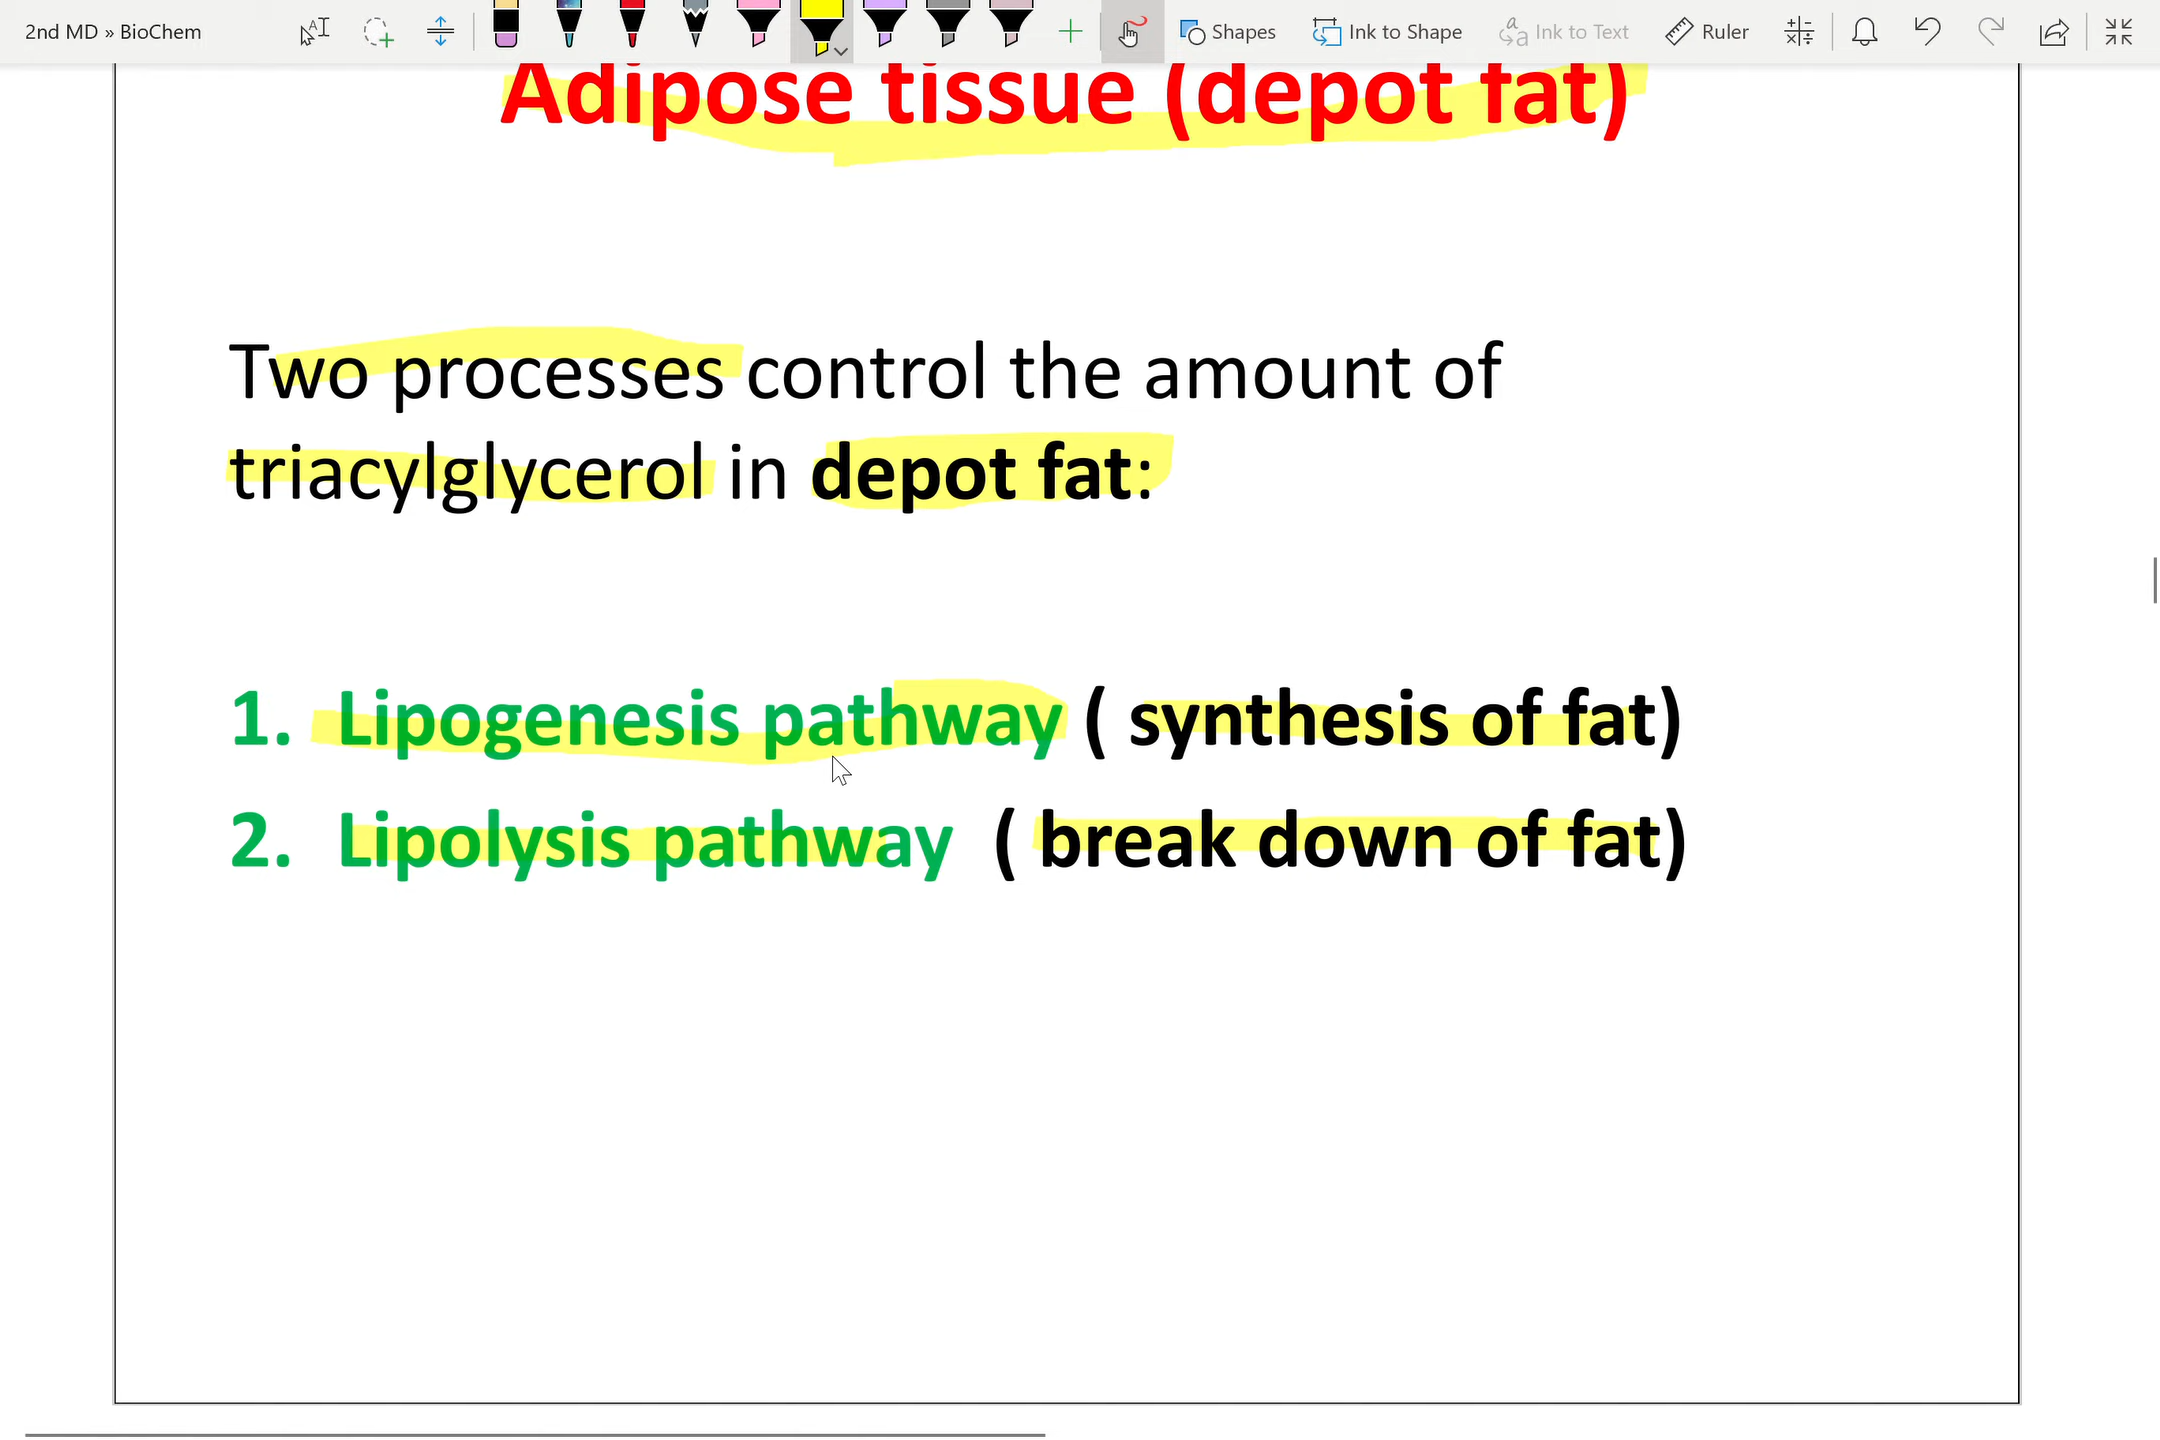 2nd MD » BioChem
Shapes
Ink to Shape
Ink to Text
Ruler
Adipose tissue (depot fat)
Two processes control the amount of
triacylglycerol in depot fat:
1. Lipogenesis pathway ( synthesis of fat)
2. Lipolysis pathway ( break down of fat)